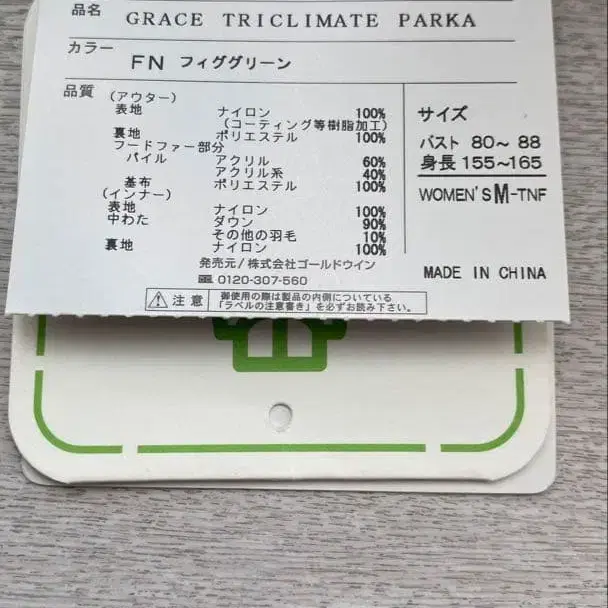 品名 GRACE TRICLIMATE PARKA
カラー FN フィググリーン
品質 (アウター)
表地 ナイロン 100%
(コーティング等樹脂加工)
裏地 ポリエステル 100%
フードファー部分
パイル アクリル 60%
アクリル系 40%
基布 ポリエステル 100%
(インナー)
表地 ナイロン 100%
中わた ダウン 90%
その他の羽毛 10%
裏地 ナイロン 100%
サイズ
バスト 80~ 88
身長 155~165
WOMEN'S M-TNF
MADE IN CHINA
発売元/株式会社ゴールドウイン
0120-307-560
注意 御使用の際は製品の内側についている
「ラベルの注意書き」を必ずお読み下さい。